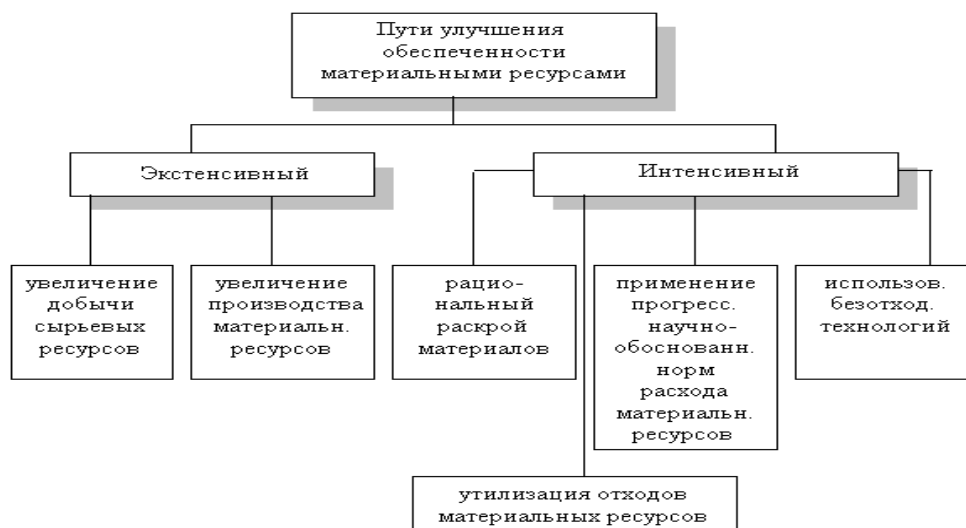 Пути улучшения
обеспеченности
материальными ресурсами
Экстенсивный
Интенсивный
увеличение
добычи
сырьевых
ресурсов
увеличение
производства
материальн.
ресурсов
рацио-
нальный
раскрой
материалов
применение
прогресс.
научно-
обоснованн.
норм
расхода
материальн.
ресурсов
использов.
безотход.
технологий
утилизация отходов
материальных ресурсов